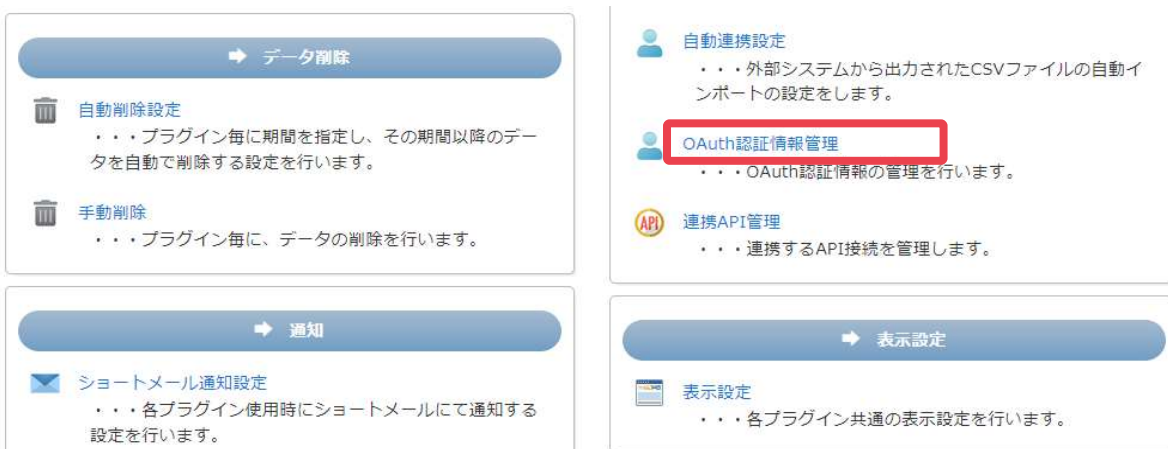 データ削除
自動削除設定
・・・プラグイン毎に期間を指定し、その期間以降のデー
タを自動で削除する設定を行います。
手動削除
・・・プラグイン毎に、データの削除を行います。
通知
ショートメール通知設定
・・・各プラグイン使用時にショートメールにて通知する
設定を行います。
自動連携設定
・・・外部システムから出力されたCSVファイルの自動イ
ンポートの設定をします。
OAuth認証情報管理
・・・OAuth認証情報の管理を行います。
API
連携API管理
・・・連携するAPI接続を管理します。
表示設定
表示設定
・・・各プラグイン共通の表示設定を行います。